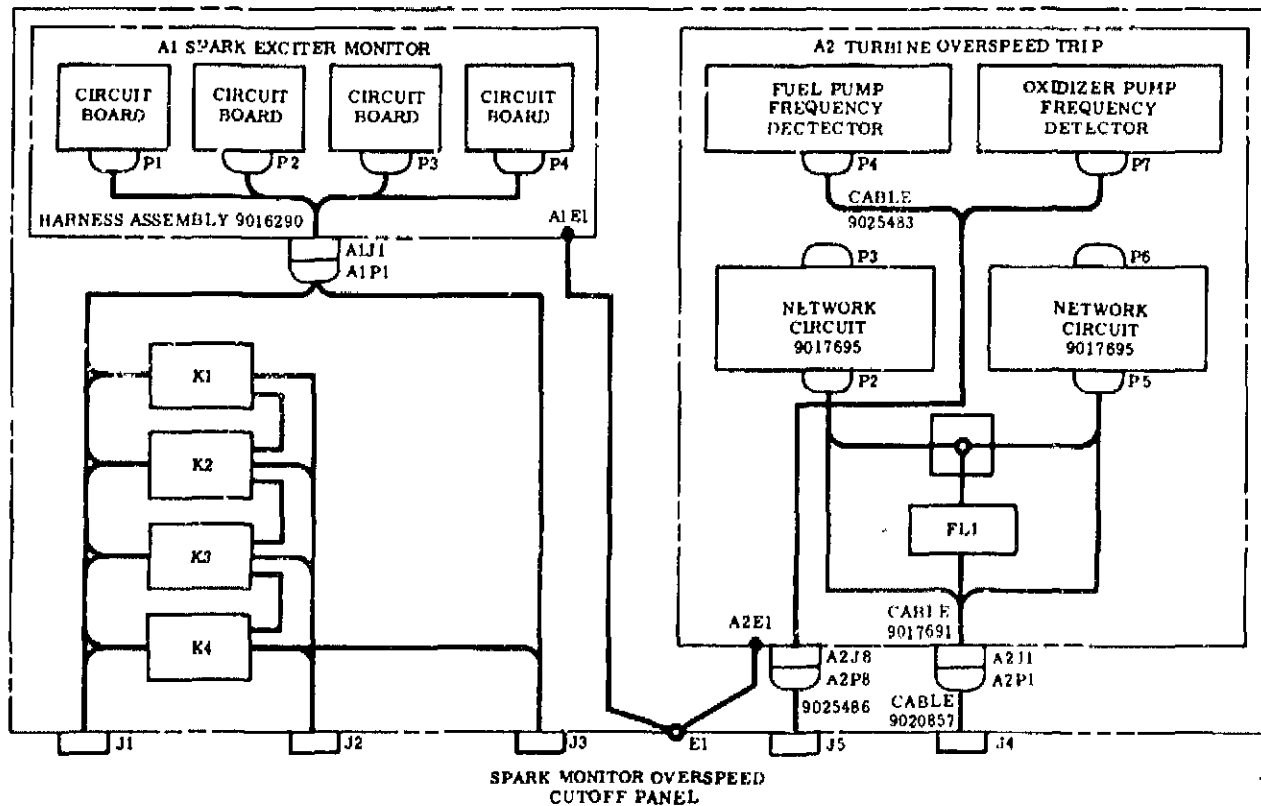 A1 SPARK EXCITER MONITOR
CIRCUIT
BOARD
CIRCUIT
BOARD
CIRCUIT
BOARD
CIRCUIT
BOARD
P1
P2
P3
P4
HARNESS ASSEMBLY 9016290
A1E1
A1J1
A1P1
K1
K2
K3
K4
J1
J2
J3
E1
A2 TURBINE OVERSPEED TRIP
FUEL PUMP
FREQUENCY
DECTECTOR
OXIDIZER PUMP
FREQUENCY
DETECTOR
P4
P7
CABLE
9025483
P3
P6
NETWORK
CIRCUIT
9017695
NETWORK
CIRCUIT
9017695
P2
P5
FL1
CABLE
9017691
A2E1
A2J8
A2P8
A2J1
A2P1
9025486
CABLE
9020857
J5
J4
SPARK MONITOR OVERSPEED
CUTOFF PANEL